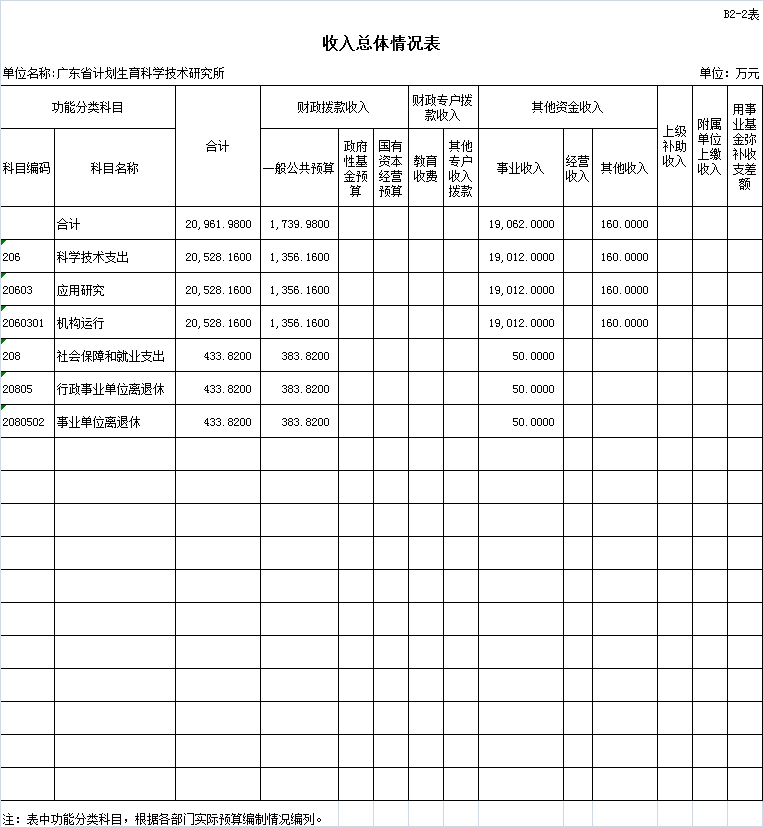 B2-2表
收入总体情况表
单位名称:广东省计划生育科学技术研究所 单位：万元
功能分类科目 合计 财政拨款收入 财政专户拨款收入 其他资金收入 上级补助收入 附属单位上缴收入 用事业基金弥补收支差额
科目编码 科目名称 一般公共预算 政府性基金预算 国有资本经营预算 教育收费 其他专户收入拨款 事业收入 经营收入 其他收入
合计 20,961.9800 1,739.9800 19,062.0000 160.0000
206 科学技术支出 20,528.1600 1,356.1600 19,012.0000 160.0000
20603 应用研究 20,528.1600 1,356.1600 19,012.0000 160.0000
2060301 机构运行 20,528.1600 1,356.1600 19,012.0000 160.0000
208 社会保障和就业支出 433.8200 383.8200 50.0000
20805 行政事业单位离退休 433.8200 383.8200 50.0000
2080502 事业单位离退休 433.8200 383.8200 50.0000
注：表中功能分类科目，根据各部门实际预算编制情况编列。